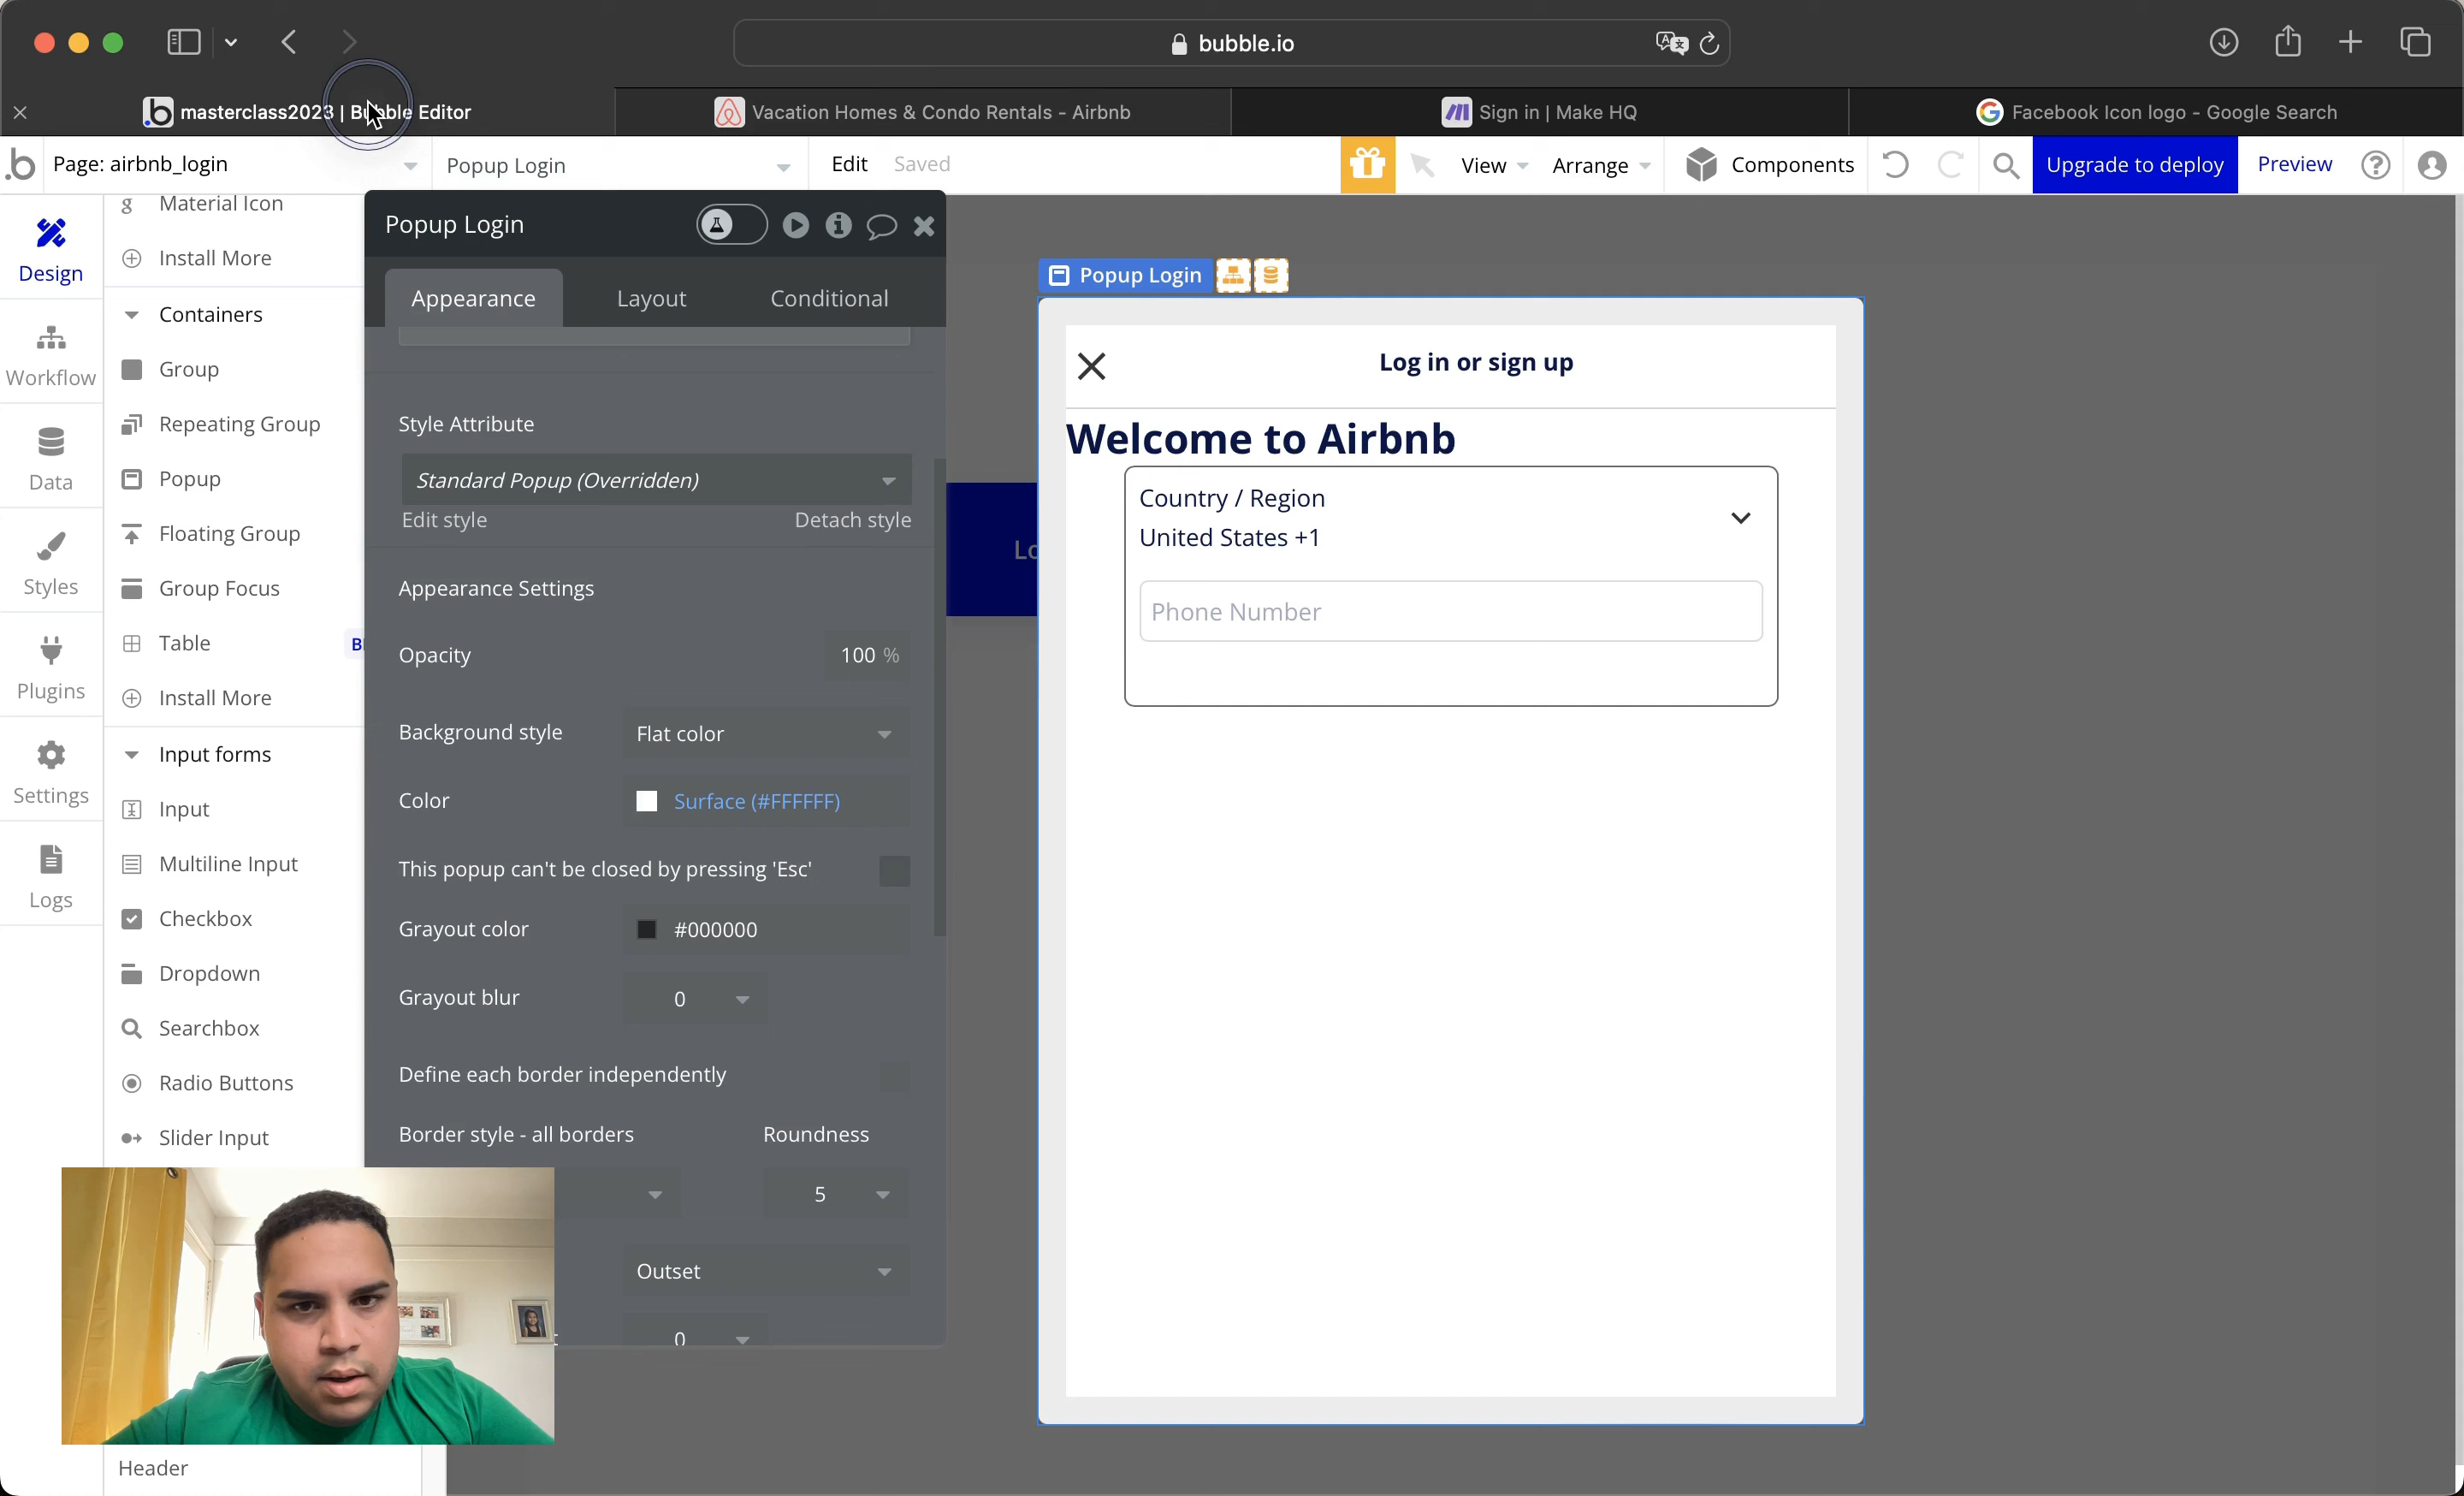 bubble.io
masterclass2023 | Bubble Editor
Vacation Homes & Condo Rentals - Airbnb
Sign in | Make HQ
Facebook Icon logo - Google Search
Page: airbnb_login
Popup Login
Edit
Saved
View
Arrange
Components
Upgrade to deploy
Preview
Design
Workflow
Data
Styles
Plugins
Settings
Logs
Material Icon
Install More
Containers
Group
Repeating Group
Popup
Floating Group
Group Focus
Table
Install More
Input forms
Input
Multiline Input
Checkbox
Dropdown
Searchbox
Radio Buttons
Slider Input
Header
Popup Login
Appearance
Layout
Conditional
Style Attribute
Standard Popup (Overridden)
Edit style
Detach style
Appearance Settings
Opacity
100 %
Background style
Flat color
Color
Surface (#FFFFFF)
This popup can't be closed by pressing 'Esc'
Grayout color
#000000
Grayout blur
0
Define each border independently
Border style - all borders
Roundness
5
Outset
0
Popup Login
Log in or sign up
Welcome to Airbnb
Country / Region
United States +1
Phone Number